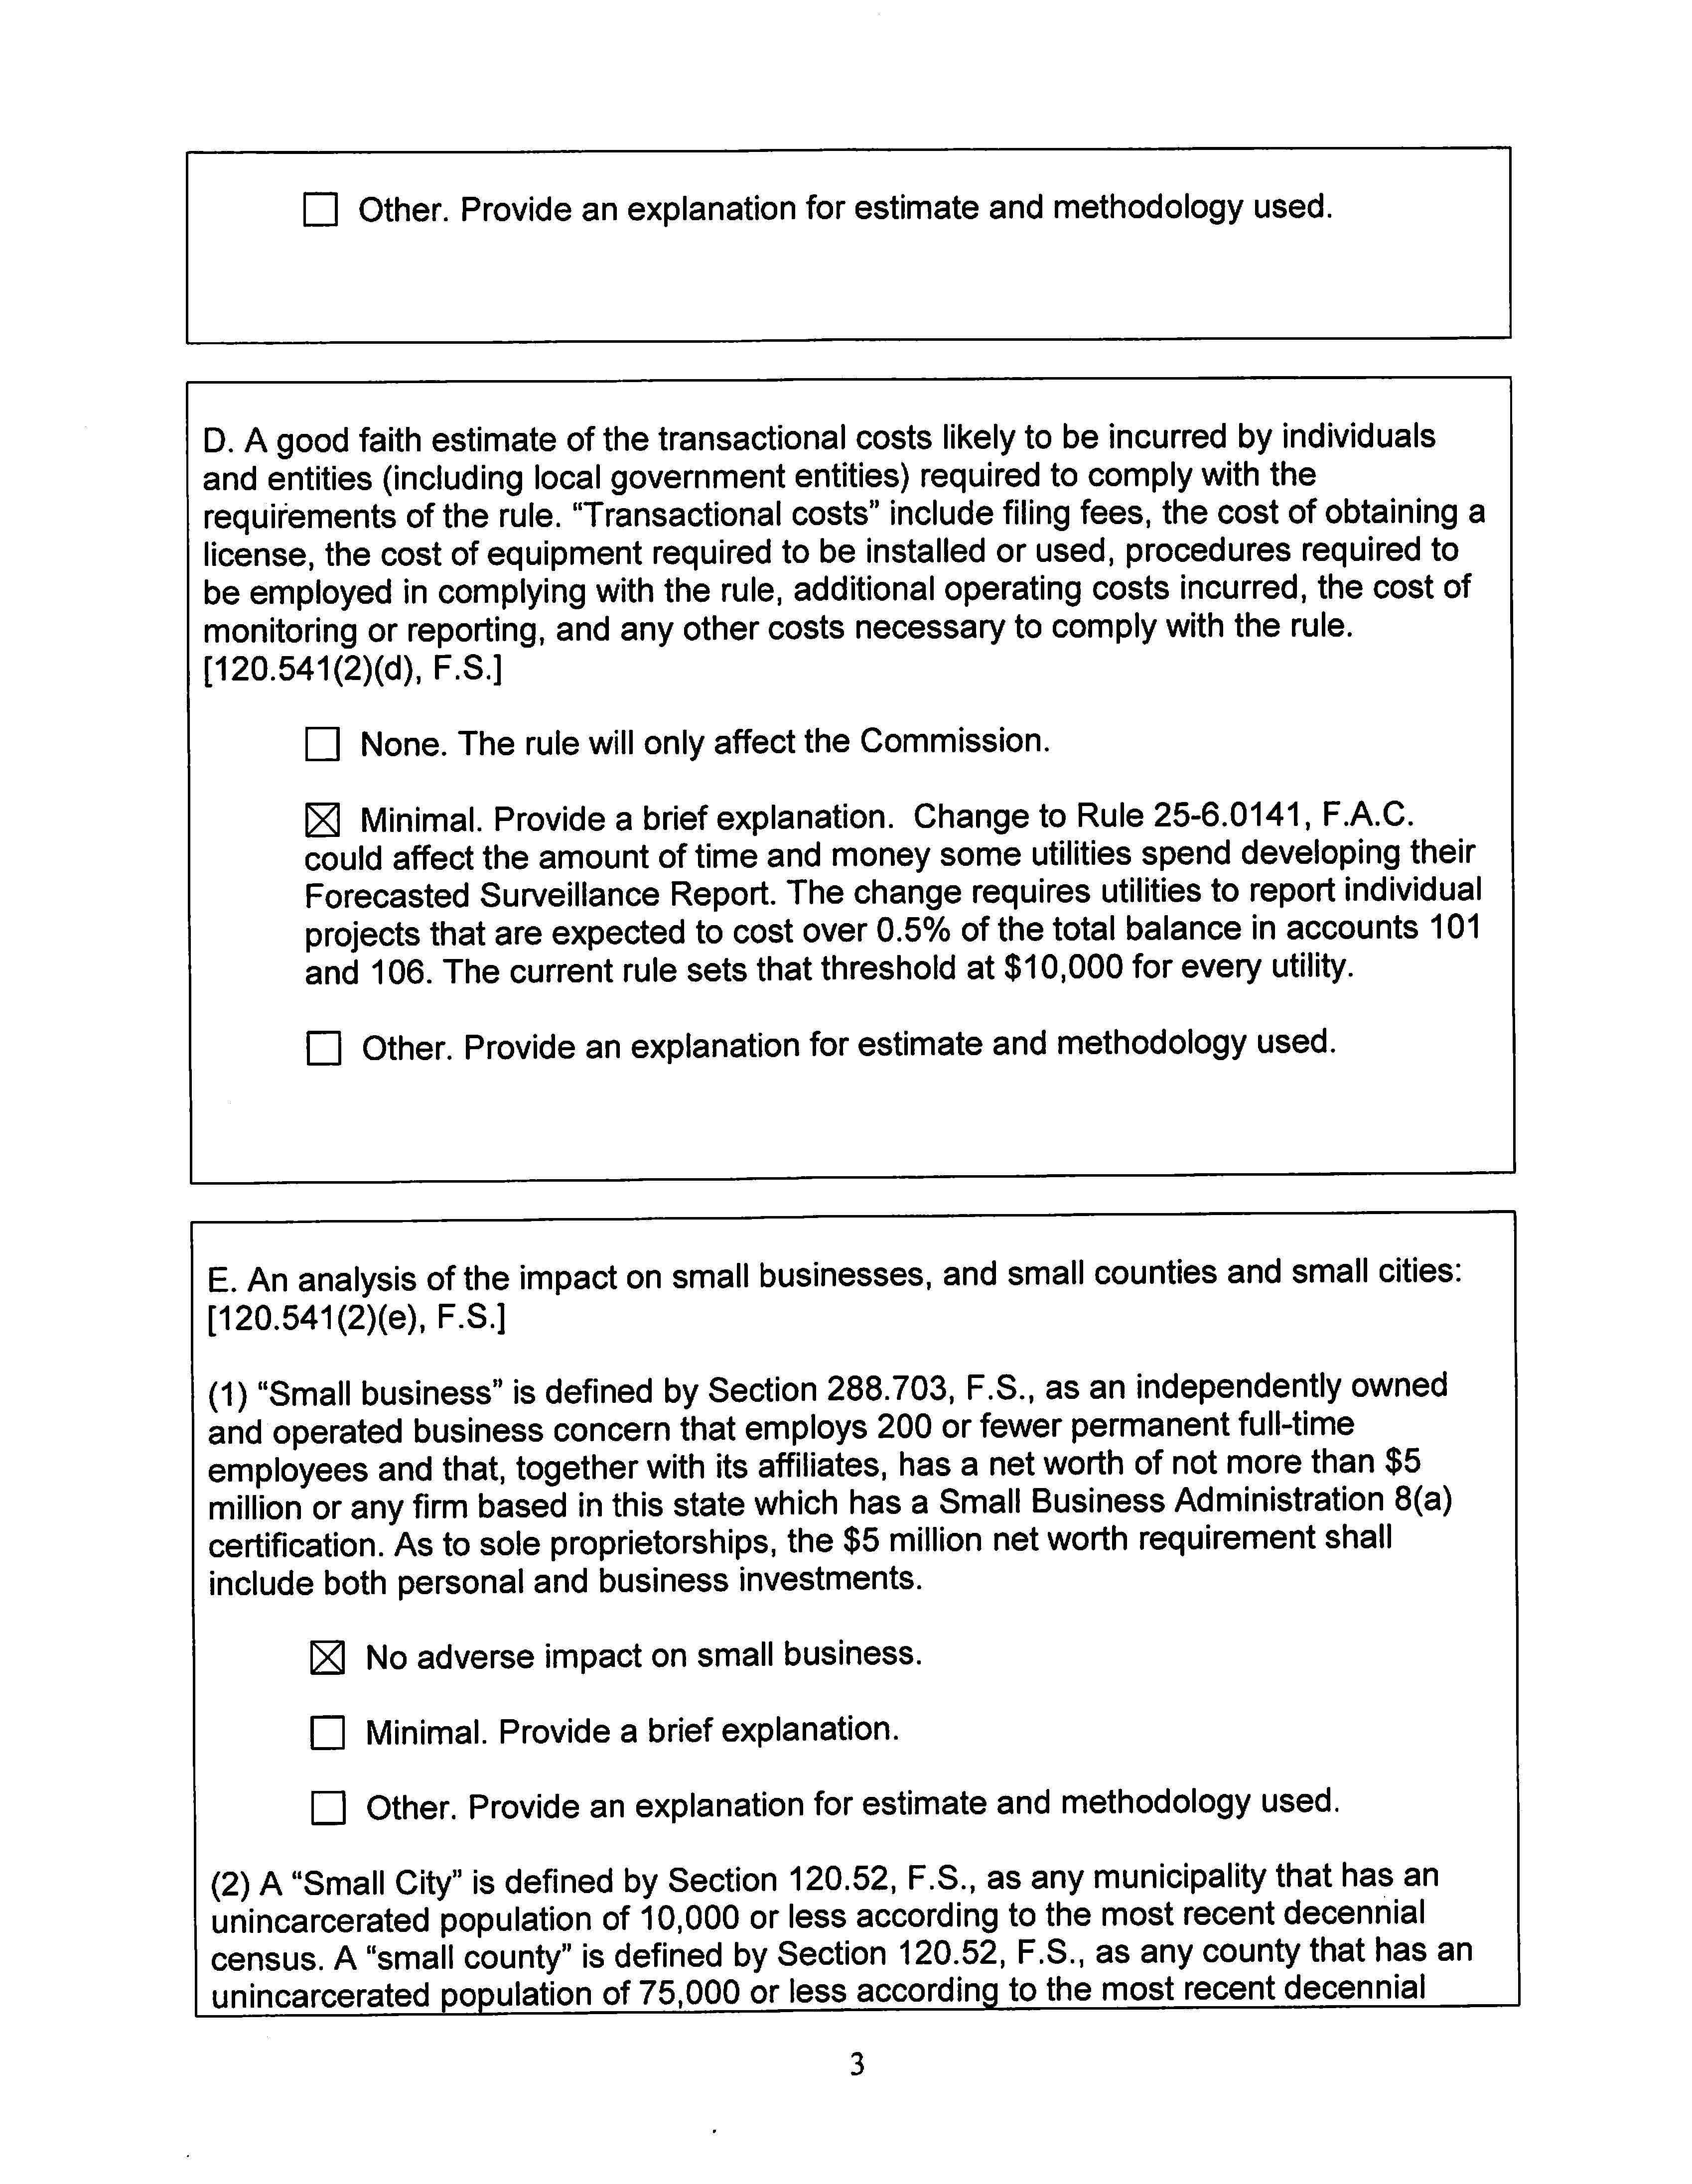 ☐ Other. Provide an explanation for estimate and methodology used.
D. A good faith estimate of the transactional costs likely to be incurred by individuals
and entities (including local government entities) required to comply with the
requirements of the rule. “Transactional costs” include filing fees, the cost of obtaining a
license, the cost of equipment required to be installed or used, procedures required to
be employed in complying with the rule, additional operating costs incurred, the cost of
monitoring or reporting, and any other costs necessary to comply with the rule.
[120.541(2)(d), F.S.]
☐ None. The rule will only affect the Commission.
☒ Minimal. Provide a brief explanation. Change to Rule 25-6.0141, F.A.C.
could affect the amount of time and money some utilities spend developing their
Forecasted Surveillance Report. The change requires utilities to report individual
projects that are expected to cost over 0.5% of the total balance in accounts 101
and 106. The current rule sets that threshold at $10,000 for every utility.
☐ Other. Provide an explanation for estimate and methodology used.
E. An analysis of the impact on small businesses, and small counties and small cities:
[120.541(2)(e), F.S.]
(1) “Small business” is defined by Section 288.703, F.S., as an independently owned
and operated business concern that employs 200 or fewer permanent full-time
employees and that, together with its affiliates, has a net worth of not more than $5
million or any firm based in this state which has a Small Business Administration 8(a)
certification. As to sole proprietorships, the $5 million net worth requirement shall
include both personal and business investments.
☒ No adverse impact on small business.
☐ Minimal. Provide a brief explanation.
☐ Other. Provide an explanation for estimate and methodology used.
(2) A “Small City” is defined by Section 120.52, F.S., as any municipality that has an
unincarcerated population of 10,000 or less according to the most recent decennial
census. A “small county” is defined by Section 120.52, F.S., as any county that has an
unincarcerated population of 75,000 or less according to the most recent decennial
3